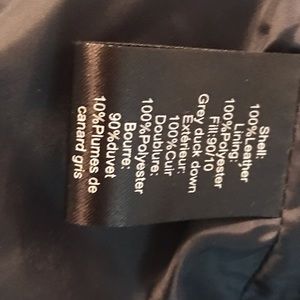 Shell:
100%Leather
Lining:
100%Polyester
Fill:90/10
Grey duck down
Extérieur:
100%Cuir
Doublure:
100%Polyester
Bourre:
90%duvet
10%Plumes de
canard gris